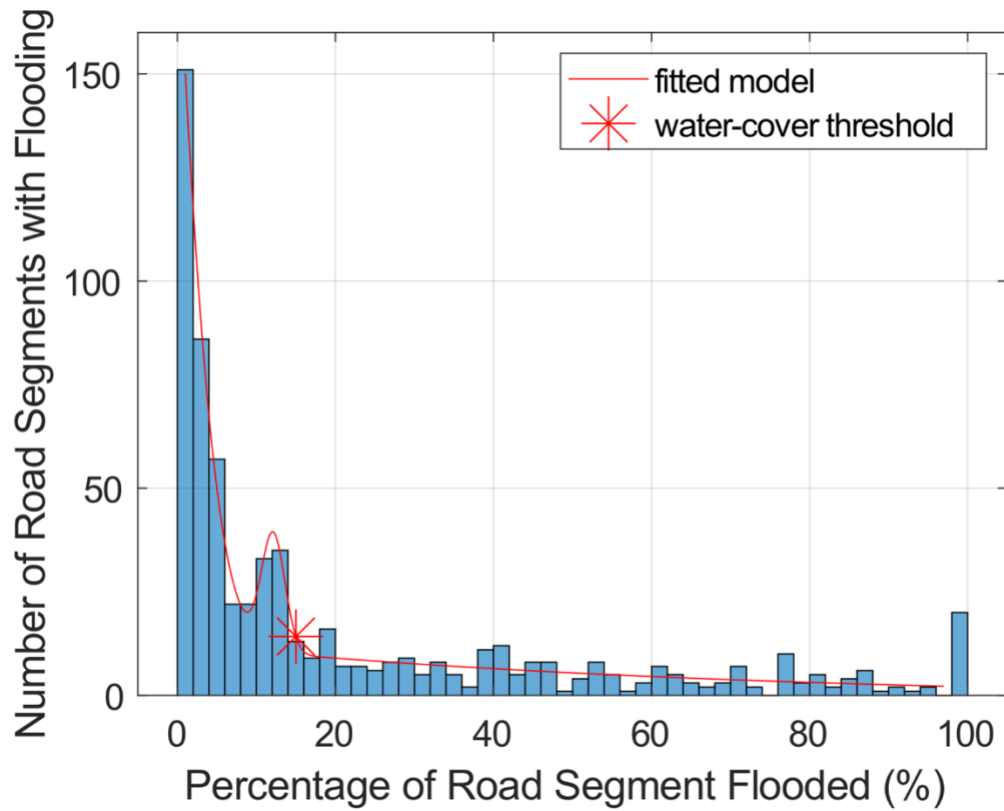 Number of Road Segments with Flooding
150
100
50
0
fitted model
water-cover threshold
0 20 40 60 80 100
Percentage of Road Segment Flooded (%)